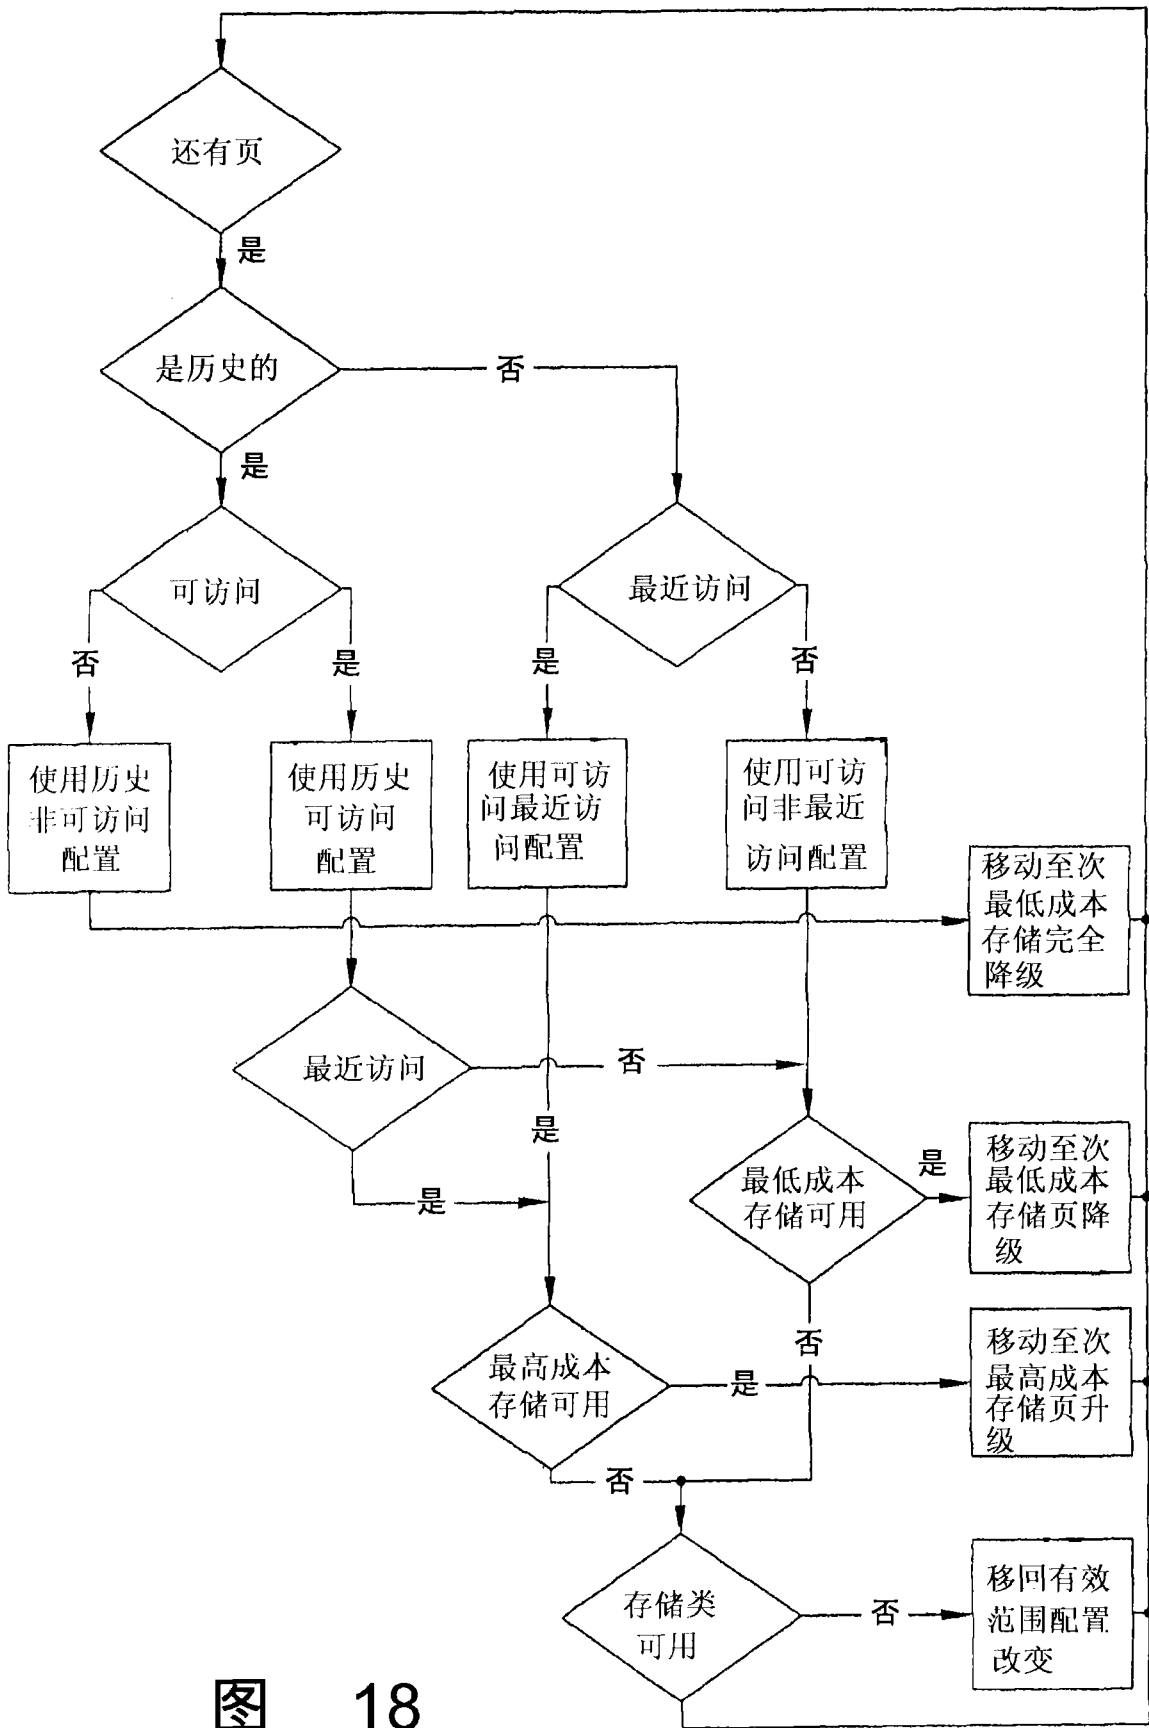 还有页
是
是历史的
否
是
可访问
最近访问
否
是
是
否
使用历史
非可访问
配置
使用历史
可访问
配置
使用可访
问最近访
问配置
使用可访
问非最近
访问配置
移动至次
最低成本
存储完全
降级
最近访问
否
是
是
最低成本
存储可用
是
移动至次
最低成本
存储页降
级
否
最高成本
存储可用
是
移动至次
最高成本
存储页升
级
否
存储类
可用
否
移回有效
范围配置
改变
图 18